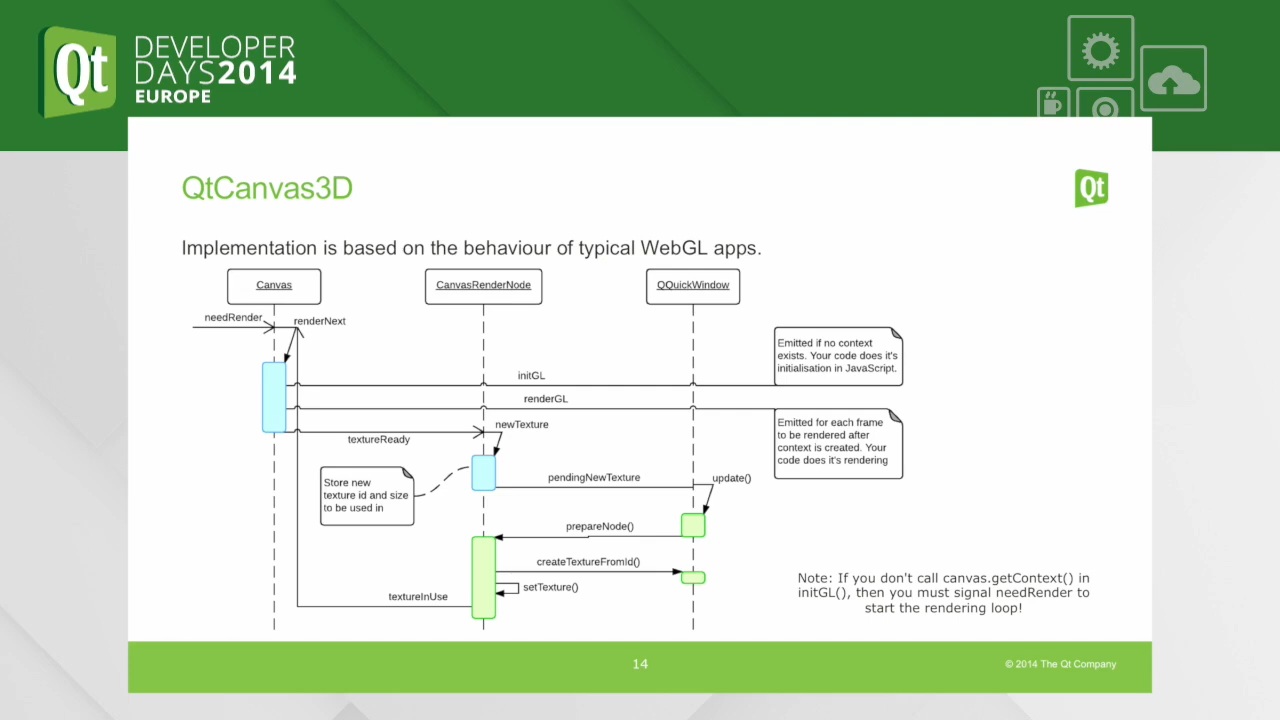 Qt
DEVELOPER
DAYS2014
EUROPE
QtCanvas3D
Qt
Implementation is based on the behaviour of typical WebGL apps.
Canvas
CanvasRenderNode
QQuickWindow
needRender
renderNext
Emitted if no context
exists. Your code does it's
initialisation in JavaScript.
initGL
renderGL
Emitted for each frame
to be rendered after
context is created. Your
code does it's rendering
newTexture
textureReady
Store new
texture id and size
to be used in
pendingNewTexture
update()
prepareNode()
createTextureFromId()
setTexture()
textureInUse
Note: If you don't call canvas.getContext() in
initGL(), then you must signal needRender to
start the rendering loop!
14
© 2014 The Qt Company